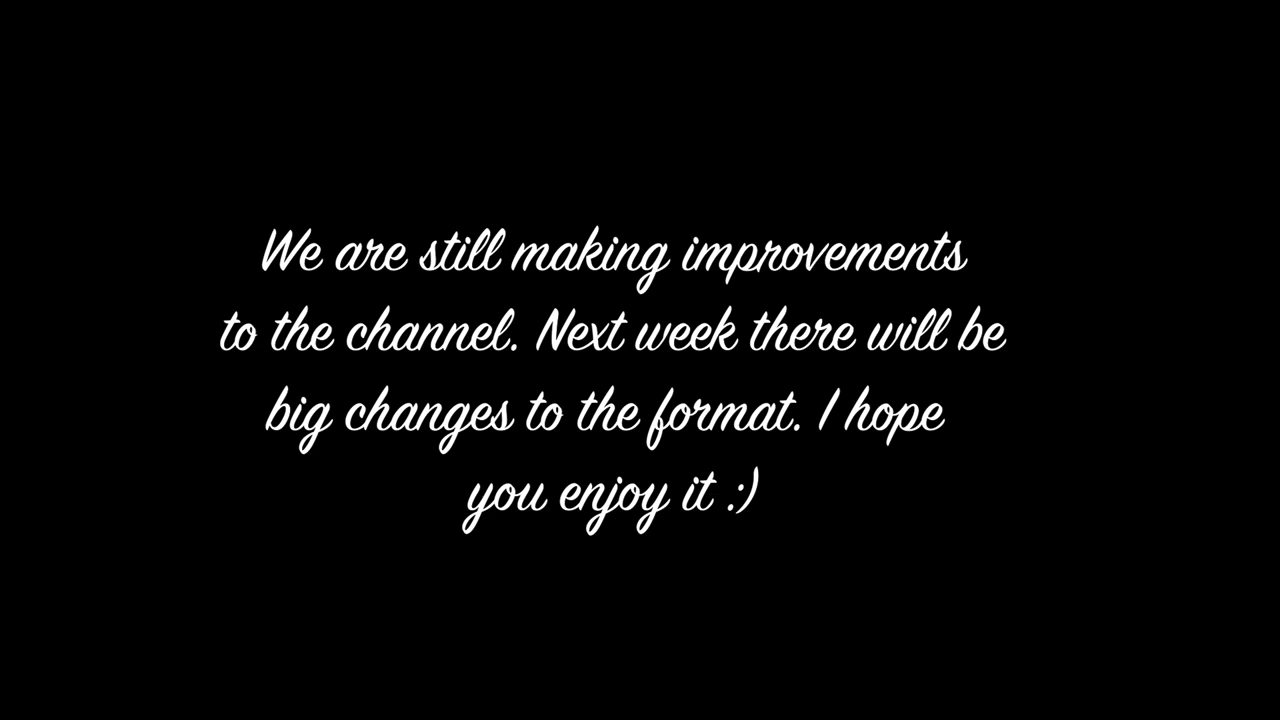 We are still making improvements
to the channel. Next week there will be
big changes to the format. I hope
you enjoy it :)